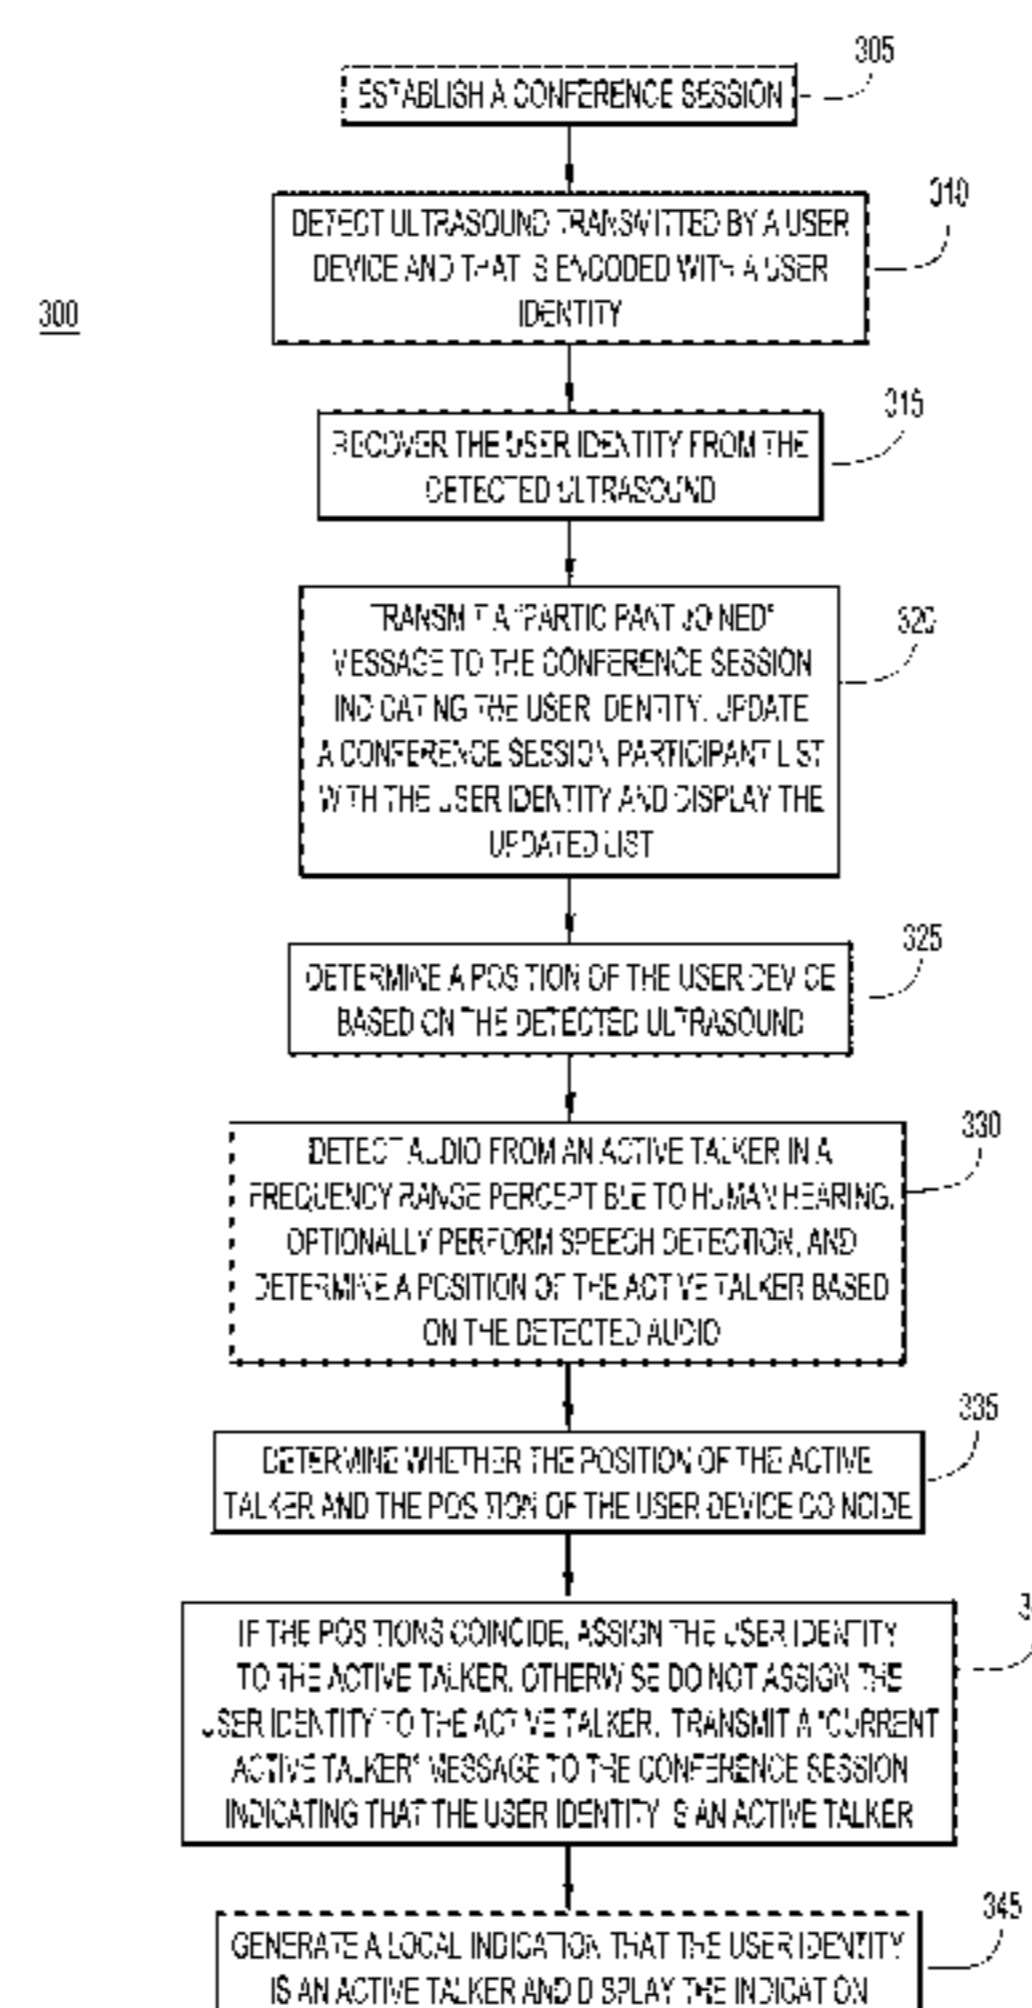 305
ESTABLISH A CONFERENCE SESSION
310
DETECT ULTRASOUND TRANSMITTED BY A USER
DEVICE AND THAT IS ENCODED WITH A USER
IDENTITY
300
315
RECOVER THE USER IDENTITY FROM THE
DETECTED ULTRASOUND
320
TRANSMIT A "PARTICIPANT JOINED"
MESSAGE TO THE CONFERENCE SESSION
INDICATING THE USER IDENTITY. UPDATE
A CONFERENCE SESSION PARTICIPANT LIST
WITH THE USER IDENTITY AND DISPLAY THE
UPDATED LIST
325
DETERMINE A POSITION OF THE USER DEVICE
BASED ON THE DETECTED ULTRASOUND
330
DETECT AUDIO FROM AN ACTIVE TALKER IN A
FREQUENCY RANGE PERCEPTIBLE TO HUMAN HEARING,
OPTIONALLY PERFORM SPEECH DETECTION, AND
DETERMINE A POSITION OF THE ACTIVE TALKER BASED
ON THE DETECTED AUDIO
335
DETERMINE WHETHER THE POSITION OF THE ACTIVE
TALKER AND THE POSITION OF THE USER DEVICE COINCIDE
IF THE POSITIONS COINCIDE, ASSIGN THE USER IDENTITY
TO THE ACTIVE TALKER, OTHERWISE DO NOT ASSIGN THE
USER IDENTITY TO THE ACTIVE TALKER. TRANSMIT A "CURRENT
ACTIVE TALKER" MESSAGE TO THE CONFERENCE SESSION
INDICATING THAT THE USER IDENTITY IS AN ACTIVE TALKER
345
GENERATE A LOCAL INDICATION THAT THE USER IDENTITY
IS AN ACTIVE TALKER AND DISPLAY THE INDICATION